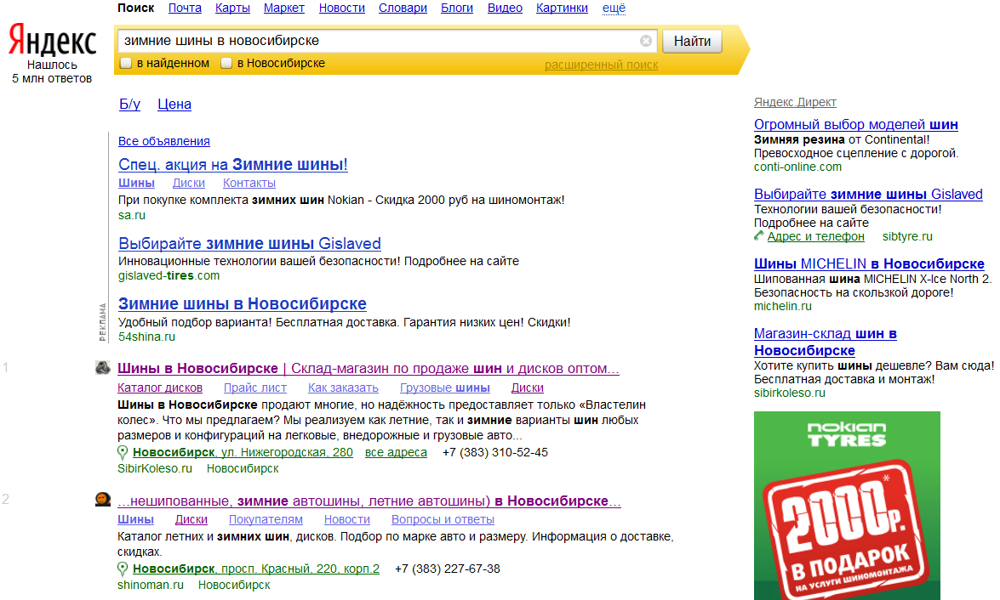 Поиск Почта Карты Маркет Новости Словари Блоги Видео Картинки ещё
Яндекс
Нашлось
5 млн ответов
зимние шины в новосибирске
Найти
в найденном в Новосибирске расширенный поиск
Б/у Цена
Все объявления
Спец. акция на Зимние шины!
Шины Диски Контакты
При покупке комплекта зимних шин Nokian - Скидка 2000 руб на шиномонтаж!
sa.ru
Выбирайте зимние шины Gislaved
Инновационные технологии вашей безопасности! Подробнее на сайте
gislaved-tires.com
Зимние шины в Новосибирске
Удобный подбор варианта! Бесплатная доставка. Гарантия низких цен! Скидки!
54shina.ru
РЕКЛАМА
1
Шины в Новосибирске | Склад-магазин по продаже шин и дисков оптом...
Каталог дисков Прайс лист Как заказать Грузовые шины Диски
Шины в Новосибирске продают многие, но надёжность предоставляет только «Властелин
колес». Что мы предлагаем? Мы реализуем как летние, так и зимние варианты шин любых
размеров и конфигураций на легковые, внедорожные и грузовые авто...
Новосибирск, ул. Нижегородская, 280 все адреса +7 (383) 310-52-45
SibirKoleso.ru Новосибирск
2
...нешипованные, зимние автошины, летние автошины) в Новосибирске...
Шины Диски Покупателям Новости Вопросы и ответы
Каталог летних и зимних шин, дисков. Подбор по марке авто и размеру. Информация о доставке,
скидках.
Новосибирск, просп. Красный, 220, корп.2 +7 (383) 227-67-38
shinoman.ru Новосибирск
Яндекс.Директ
Огромный выбор моделей шин
Зимняя резина от Continental!
Превосходное сцепление с дорогой.
conti-online.com
Выбирайте зимние шины Gislaved
Технологии вашей безопасности!
Подробнее на сайте
Адрес и телефон sibtyre.ru
Шины MICHELIN в Новосибирске
Шипованная шина MICHELIN X-Ice North 2.
Безопасность на скользкой дороге!
michelin.ru
Магазин-склад шин в
Новосибирске
Хотите купить шины дешевле? Вам сюда!
Бесплатная доставка и монтаж!
sibirkoleso.ru
nokian
TYRES
2000р.*
В ПОДАРОК
НА УСЛУГИ ШИНОМОНТАЖА